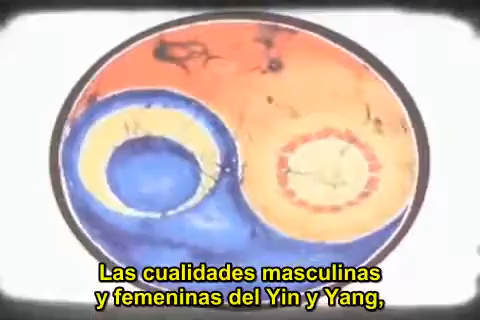 Las cualidades masculinas
y femeninas del Yin y Yang,